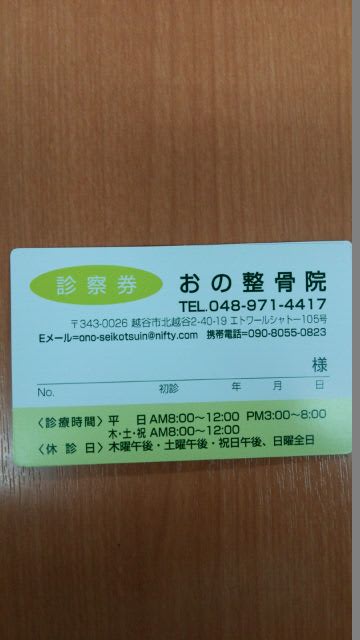 診察券
おの整骨院
TEL.048-971-4417
〒343-0026 越谷市北越谷2-40-19 エトワールシャトー105号
Eメール=ono-seikotsuin@nifty.com 携帯電話=090-8055-0823
様
No. 初診 年 月 日
〈診療時間〉平 日 AM8:00〜12:00 PM3:00〜8:00
木・土・祝 AM8:00〜12:00
〈休 診 日〉木曜午後・土曜午後・祝日午後、日曜全日